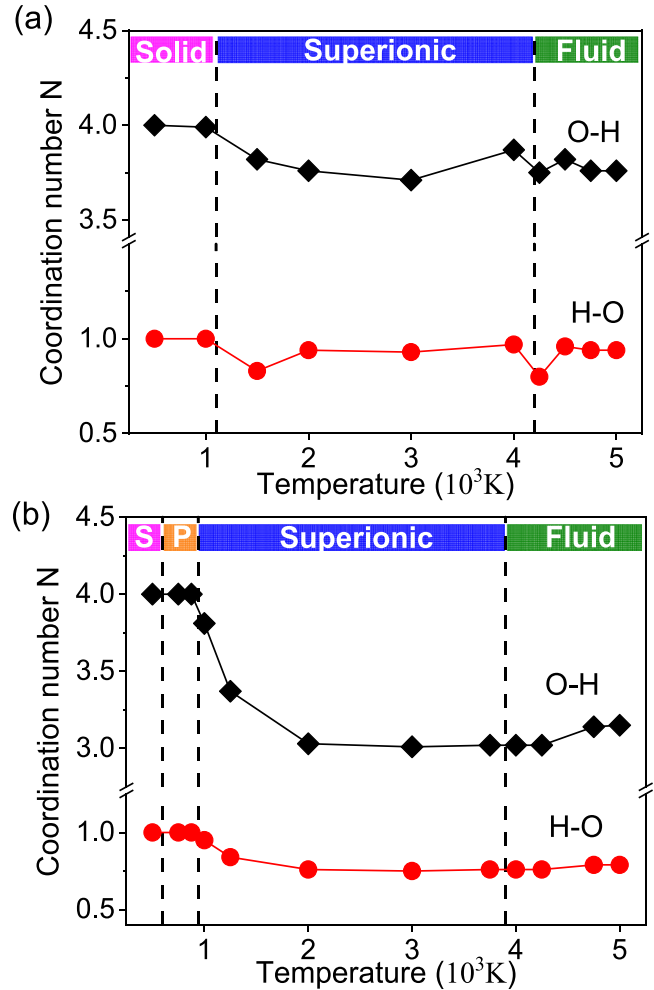 (a)
4.5
Solid Superionic Fluid
4.0
O-H
3.5
Coordination number N
H-O
1.0
0.5
1 2 3 4 5
Temperature (10³K)
(b)
4.5
S P Superionic Fluid
4.0
3.5
O-H
3.0
Coordination number N
H-O
1.0
0.5
1 2 3 4 5
Temperature (10³K)